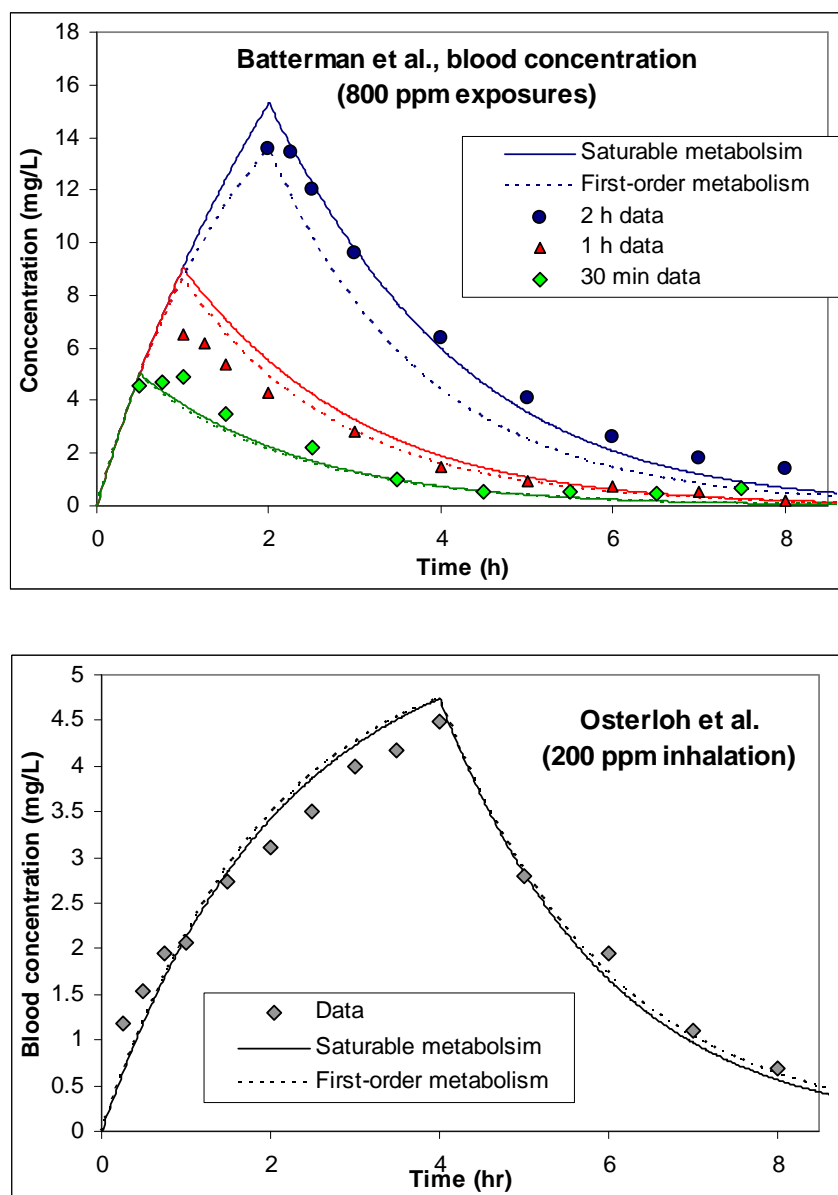 Batterman et al., blood concentration
(800 ppm exposures)
Saturable metabolsim
First-order metabolism
2 h data
1 h data
30 min data
18
16
14
12
10
8
6
4
2
0
Conccentration (mg/L)
0 2 4 6 8
Time (h)
Osterloh et al.
(200 ppm inhalation)
5
4.5
4
3.5
3
2.5
2
1.5
1
0.5
0
Blood concentration (mg/L)
Data
Saturable metabolsim
First-order metabolism
0 2 4 6 8
Time (hr)